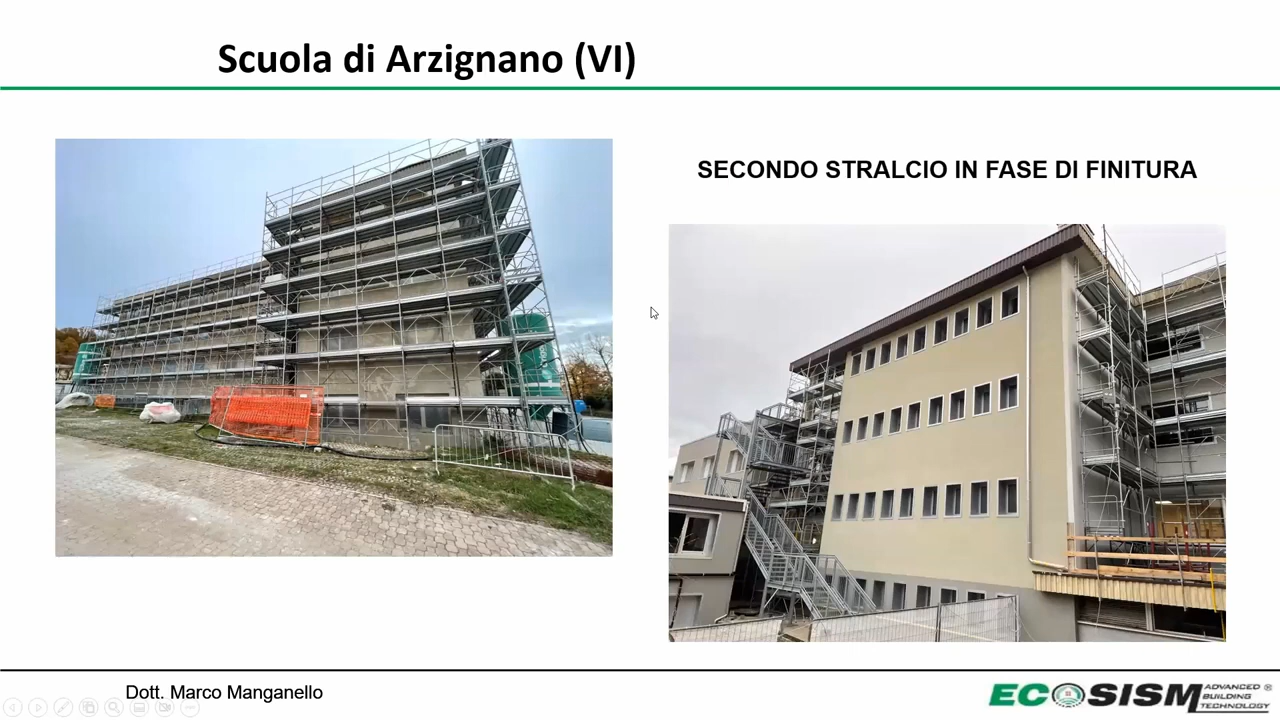 Scuola di Arzignano (VI)
SECONDO STRALCIO IN FASE DI FINITURA
Dott. Marco Manganello
ECOSISM
ADVANCED ®
BUILDING
TECHNOLOGY